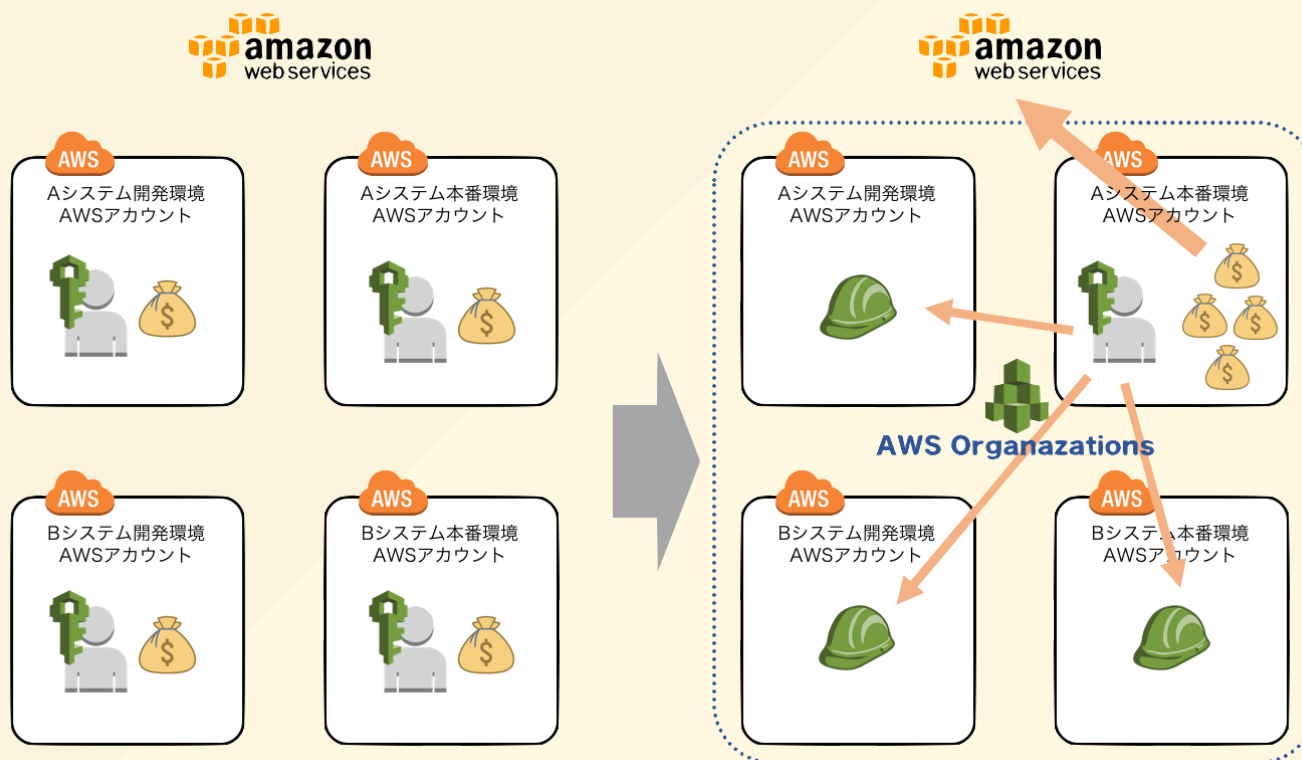 amazon
webservices
amazon
webservices
AWS
Aシステム開発環境
AWSアカウント
$
AWS
Aシステム本番環境
AWSアカウント
$
AWS
Bシステム開発環境
AWSアカウント
$
AWS
Bシステム本番環境
AWSアカウント
$
AWS
Aシステム開発環境
AWSアカウント
AWS
Aシステム本番環境
AWSアカウント
$
$
$
$
AWS Organazations
AWS
Bシステム開発環境
AWSアカウント
AWS
Bシステム本番環境
AWSアカウント